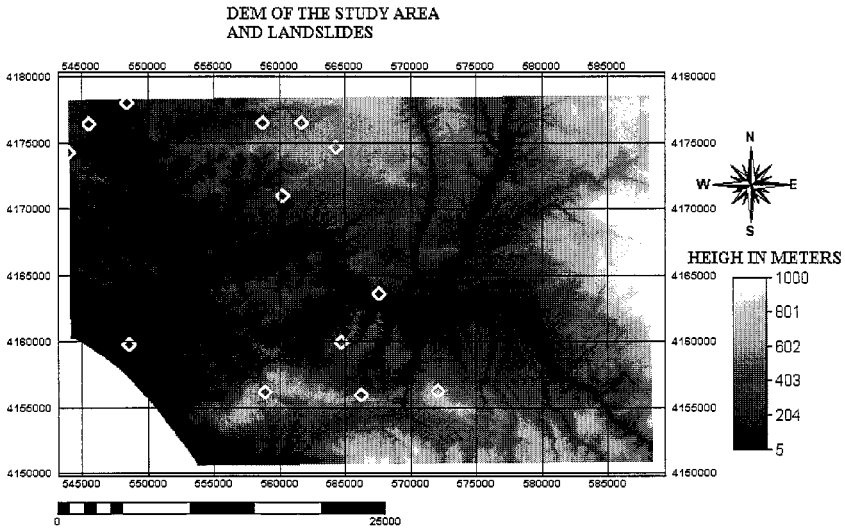 DEM OF THE STUDY AREA
AND LANDSLIDES
545000 550000 555000 560000 565000 570000 575000 580000 585000
4180000 4180000
4175000 4175000
4170000 4170000
4165000 4165000
4160000 4160000
4155000 4155000
4150000 4150000
545000 550000 555000 560000 565000 570000 575000 580000 585000
N
W E
S
HEIGH IN METERS
1000
801
602
403
204
5
0 25000